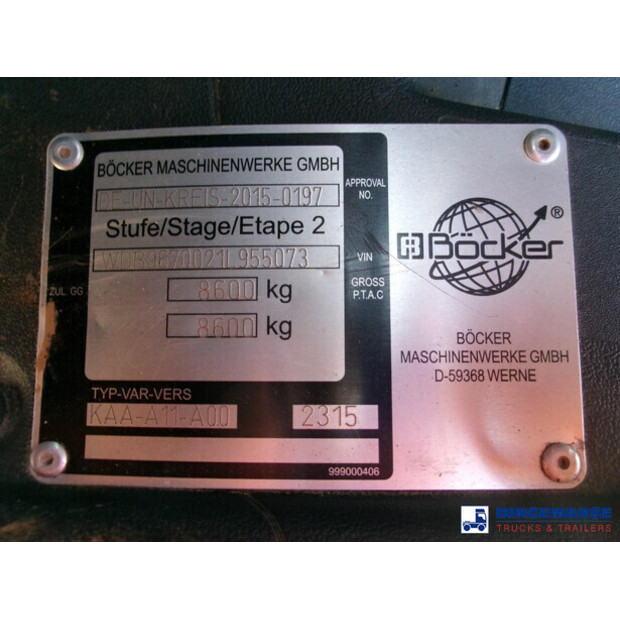 BÖCKER MASCHINENWERKE GMBH
DE-UN-KREIS-2015-0197
APPROVAL NO.
Stufe/Stage/Etape 2
WDB9670021L955073
VIN
ZUL. GG
8600 kg
GROSS P.T.A.C
8600 kg
TYP-VAR-VERS
KAA-A11-A00
2315
999000406
Böcker ®
BÖCKER
MASCHINENWERKE GMBH
D-59368 WERNE
TRUCKS & TRAILERS